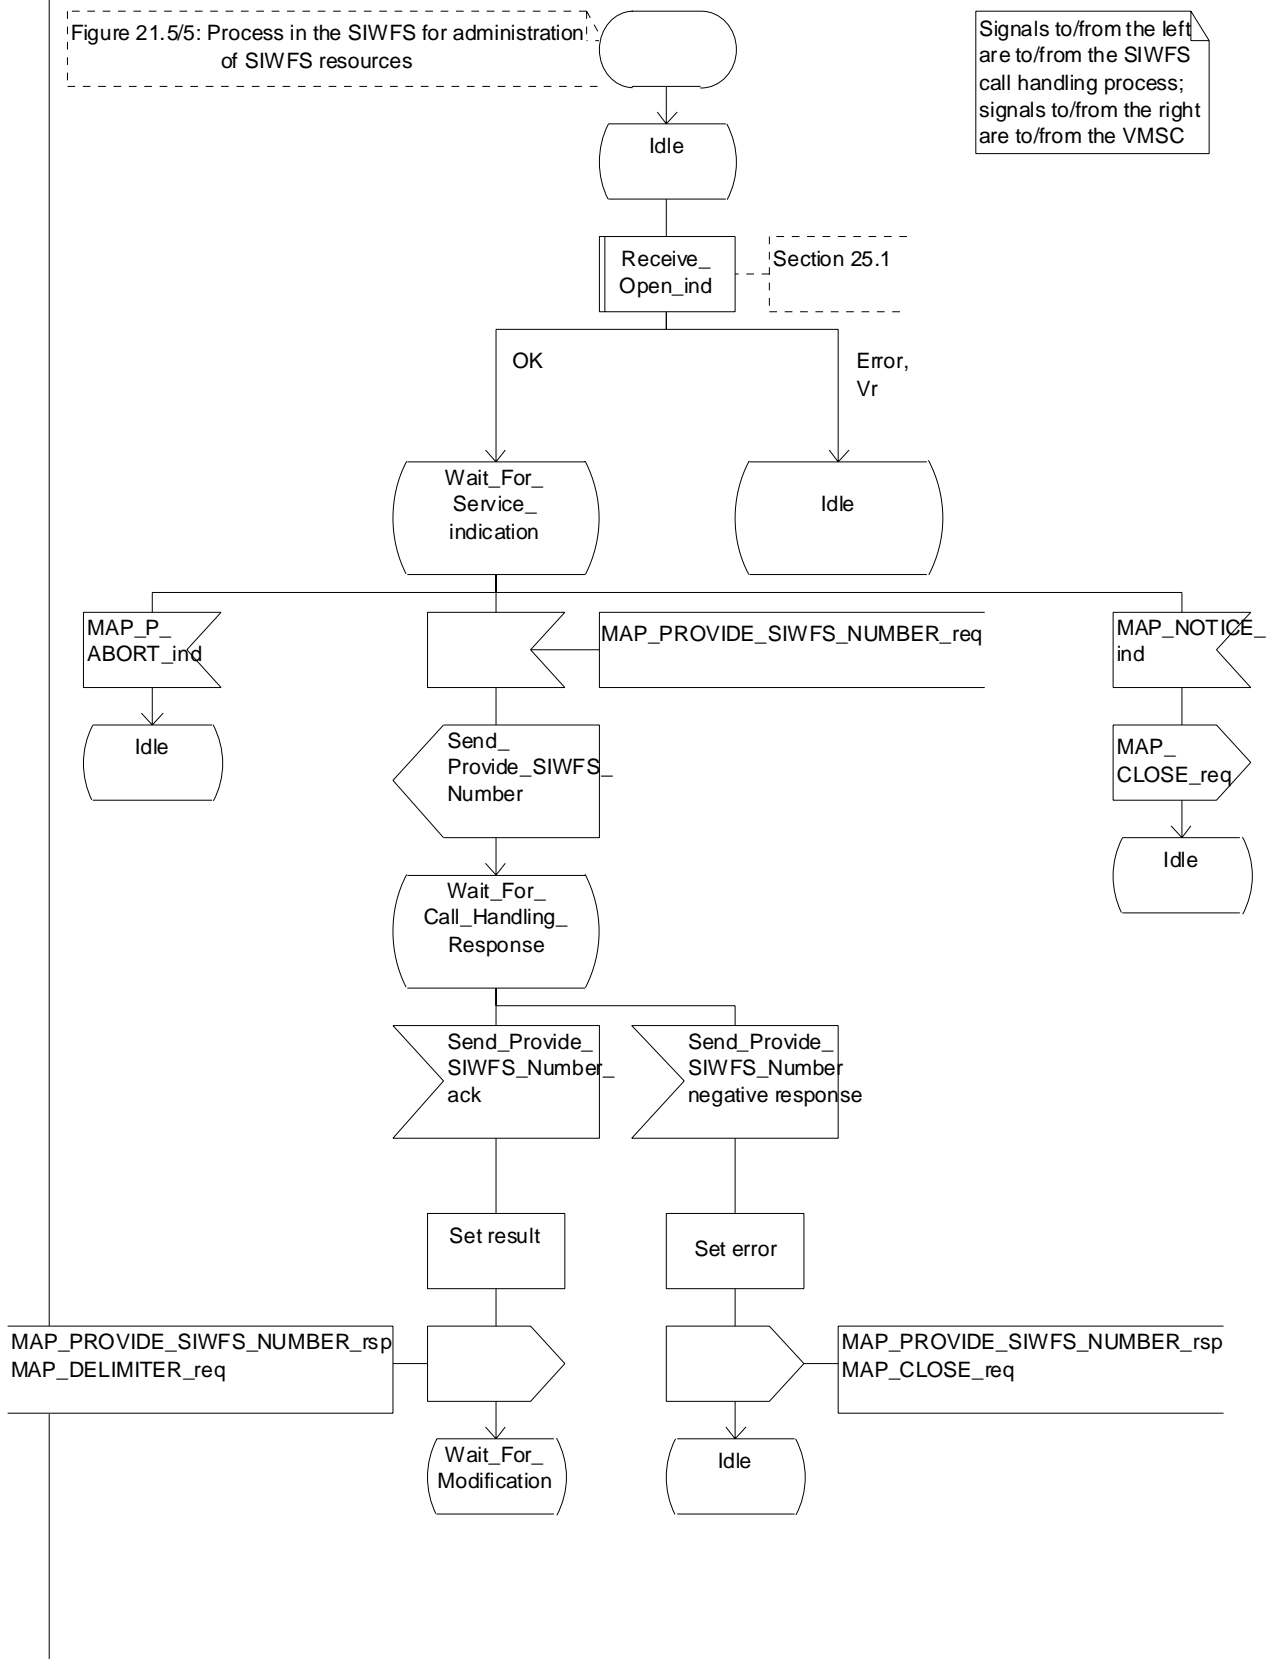 Figure 21.5/5: Process in the SIWFS for administration
of SIWFS resources
Signals to/from the left
are to/from the SIWFS
call handling process;
signals to/from the right
are to/from the VMSC
Idle
Receive_
Open_ind
Section 25.1
OK
Error,
Vr
Wait_For_
Service_
indication
Idle
MAP_P_
ABORT_ind
MAP_PROVIDE_SIWFS_NUMBER_req
MAP_NOTICE_
ind
Idle
Send_
Provide_SIWFS_
Number
MAP_
CLOSE_req
Idle
Wait_For_
Call_Handling_
Response
Send_Provide_
SIWFS_Number_
ack
Send_Provide_
SIWFS_Number
negative response
Set result
Set error
MAP_PROVIDE_SIWFS_NUMBER_rsp
MAP_DELIMITER_req
MAP_PROVIDE_SIWFS_NUMBER_rsp
MAP_CLOSE_req
Wait_For_
Modification
Idle